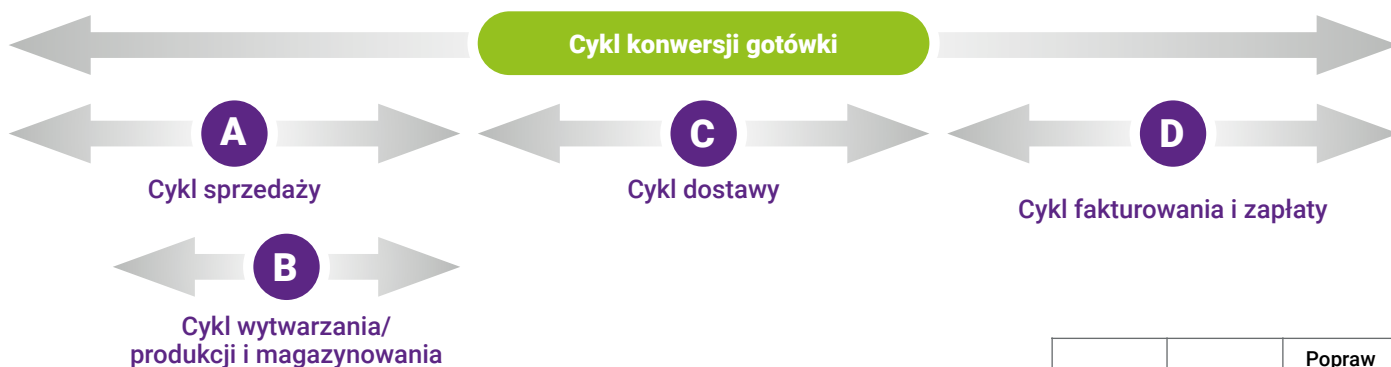 Cykl konwersji gotówki
A
Cykl sprzedaży
C
Cykl dostawy
D
Cykl fakturowania i zapłaty
B
Cykl wytwarzania/
produkcji i magazynowania
Popraw